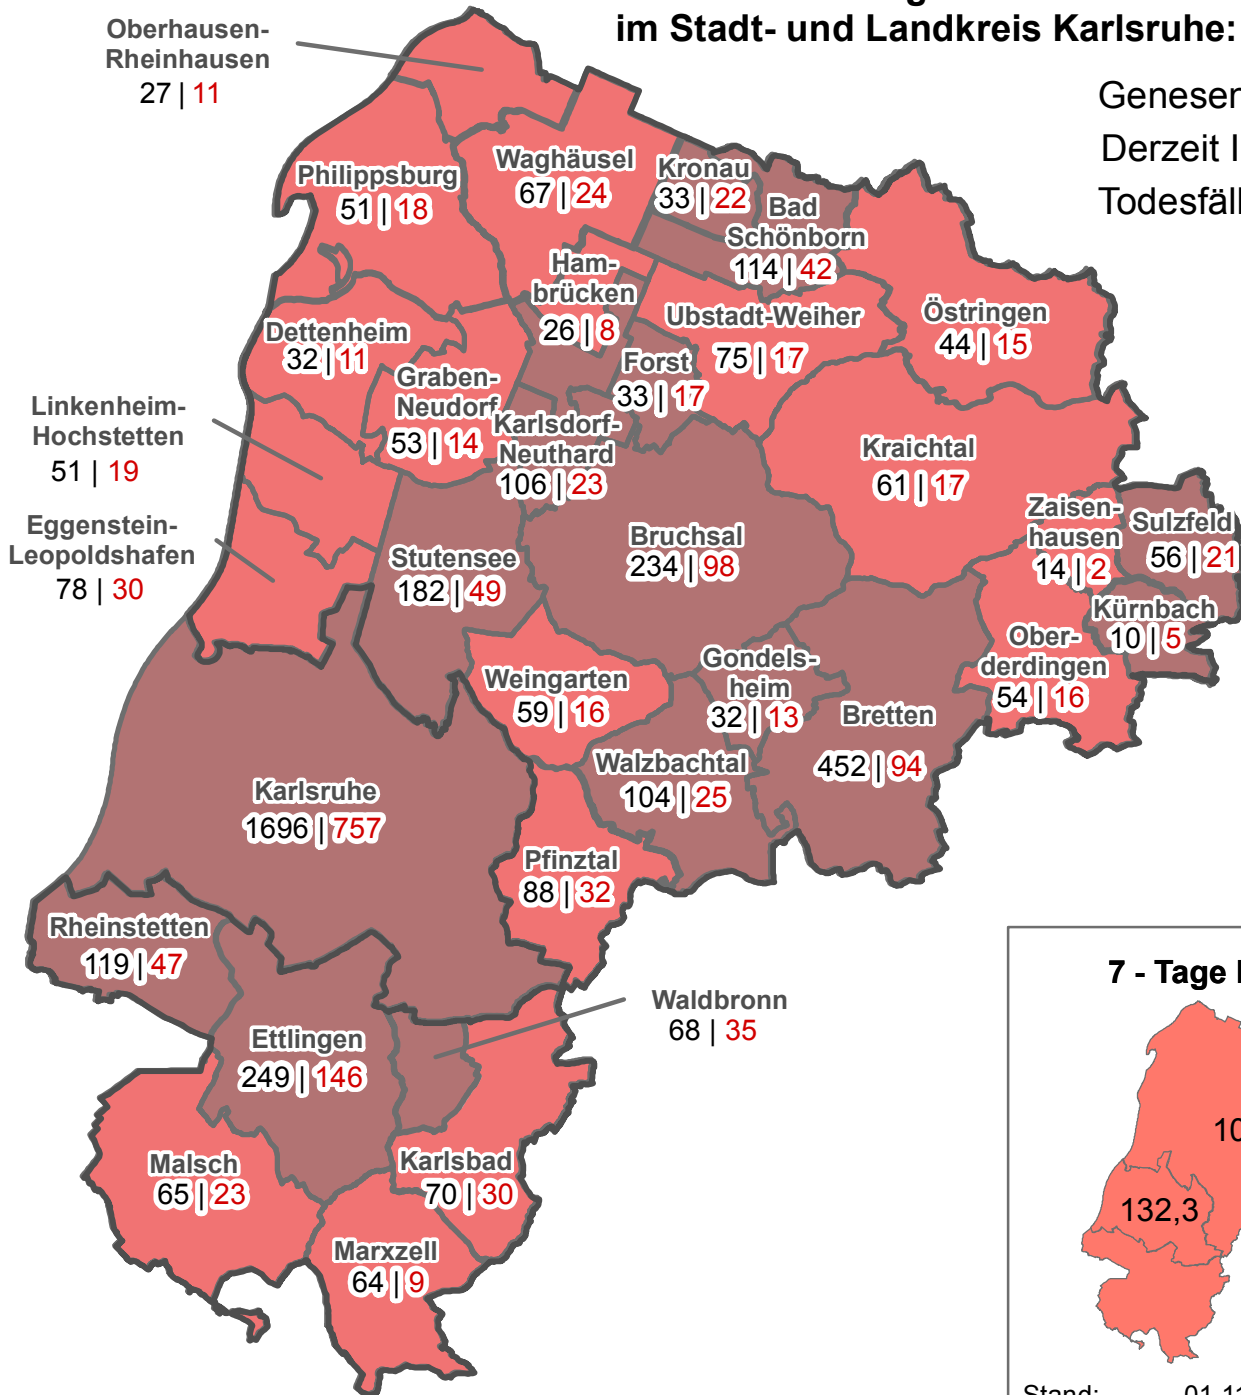 im Stadt- und Landkreis Karlsruhe:
Oberhausen-
Rheinhausen
27 | 11
Genesen
Derzeit I
Todesfäll
Waghäusel
67 | 24
Kronau
33 | 22
Philippsburg
51 | 18
Bad
Schönborn
114 | 42
Ham-
brücken
26 | 8
Ubstadt-Weiher
75 | 17
Östringen
44 | 15
Dettenheim
32 | 11
Forst
33 | 17
Graben-
Neudorf
53 | 14
Linkenheim-
Hochstetten
51 | 19
Karlsdorf-
Neuthard
106 | 23
Kraichtal
61 | 17
Zaisen-
hausen
14 | 2
Sulzfeld
56 | 21
Eggenstein-
Leopoldshafen
78 | 30
Stutensee
182 | 49
Bruchsal
234 | 98
Kürnbach
10 | 5
Ober-
derdingen
54 | 16
Weingarten
59 | 16
Gondels-
heim
32 | 13
Bretten
452 | 94
Walzbachtal
104 | 25
Karlsruhe
1696 | 757
Pfinztal
88 | 32
Rheinstetten
119 | 47
Waldbronn
68 | 35
Ettlingen
249 | 146
Malsch
65 | 23
Karlsbad
70 | 30
Marxzell
64 | 9
7 - Tage
10
132,3
Stand: 01.11